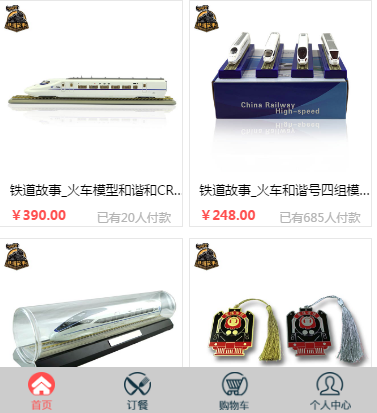 China Railway
High-speed
铁道故事_火车模型和谐和CR...
铁道故事_火车和谐号四组模...
￥390.00
已有20人付款
￥248.00
已有685人付款
首页
订餐
购物车
个人中心